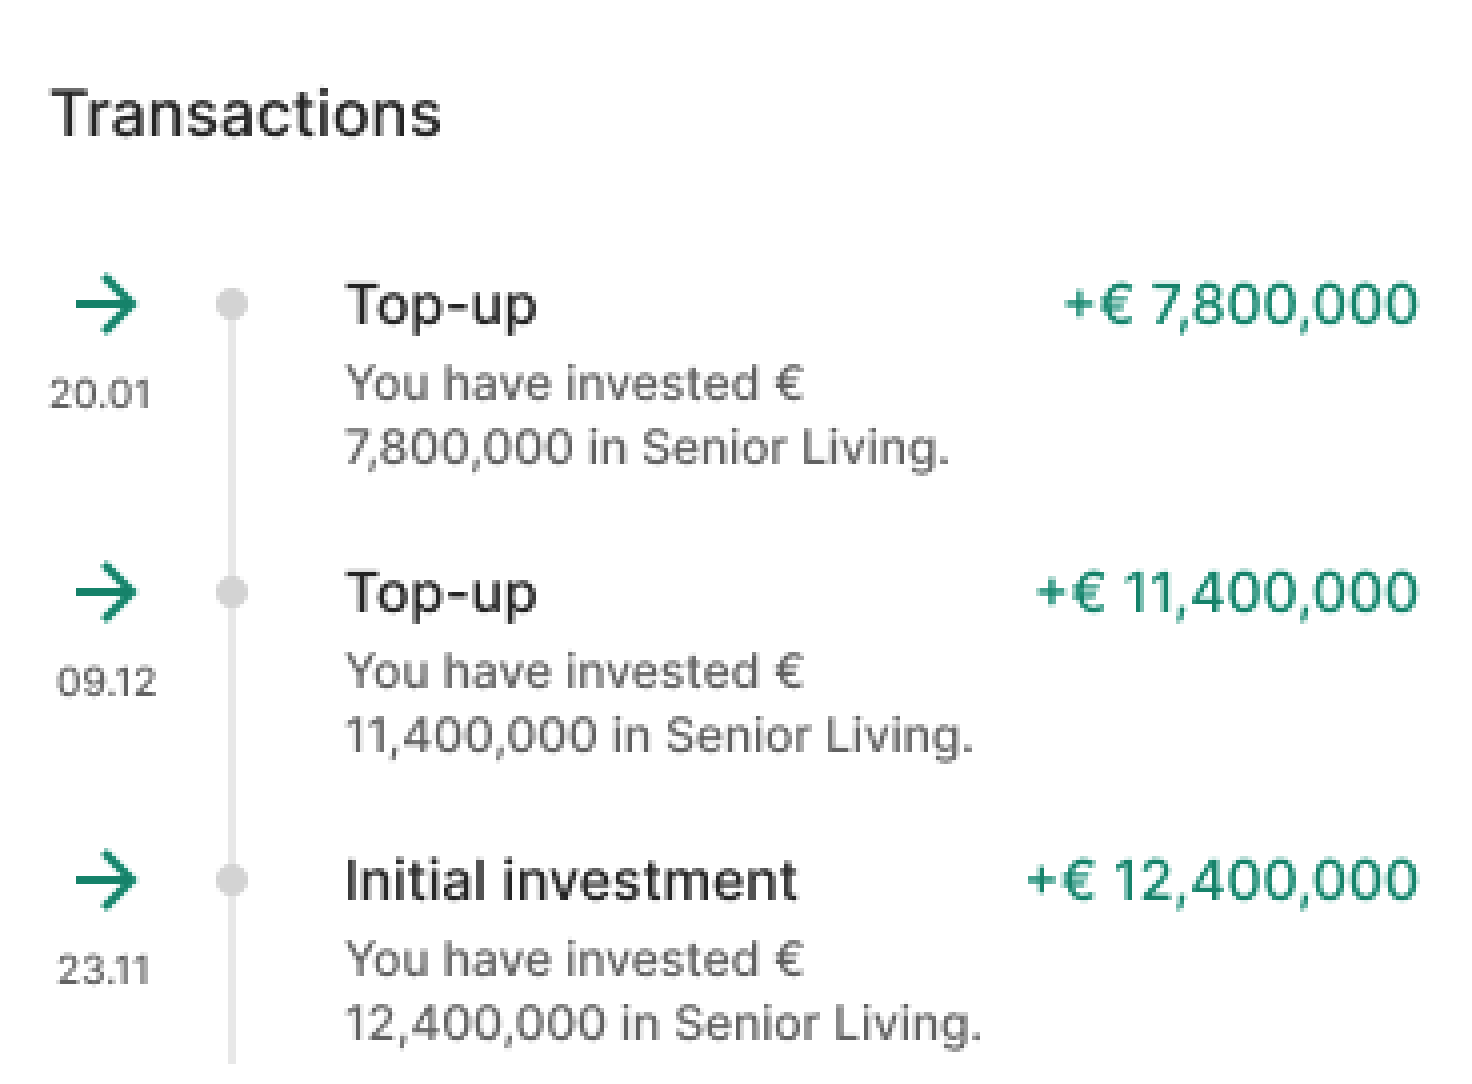 Transactions
Top-up
+€ 7,800,000
20.01
You have invested €
7,800,000 in Senior Living.
Top-up
+€ 11,400,000
09.12
You have invested €
11,400,000 in Senior Living.
Initial investment
+€ 12,400,000
23.11
You have invested €
12,400,000 in Senior Living.